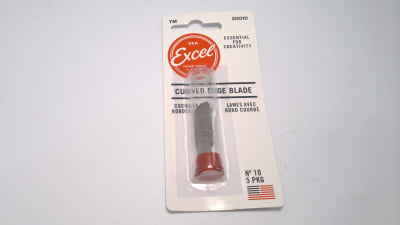 TM
20010
USA
Excel
ESSENTIAL
FOR
CREATIVITY
CURVED EDGE BLADE
LAMES AVEC
BORD COURBE
Nº 10
5 PKG